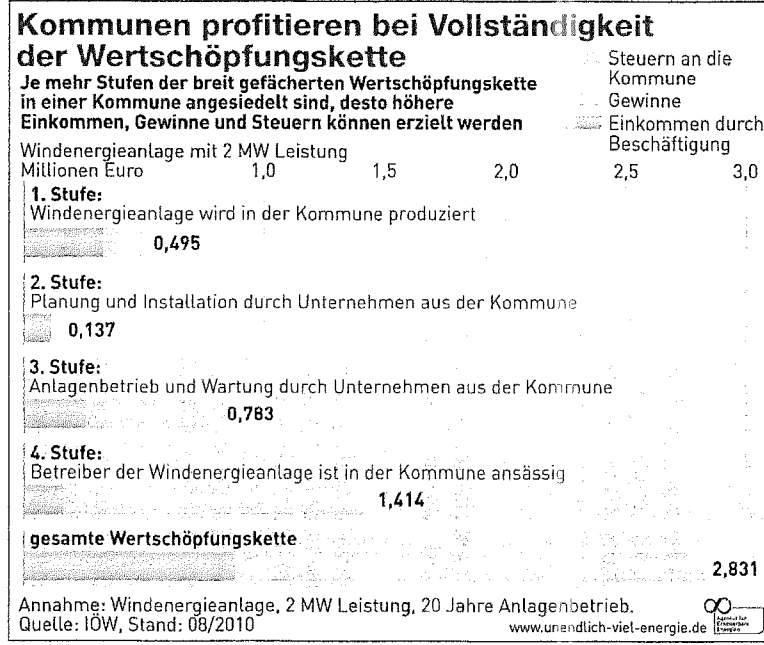 Kommunen profitieren bei Vollständigkeit
der Wertschöpfungskette
Je mehr Stufen der breit gefächerten Wertschöpfungskette
in einer Kommune angesiedelt sind, desto höhere
Einkommen, Gewinne und Steuern können erzielt werden
Steuern an die
Kommune
Gewinne
Einkommen durch
Beschäftigung
Windenergieanlage mit 2 MW Leistung
Millionen Euro 1,0 1,5 2,0 2,5 3,0
1. Stufe:
Windenergieanlage wird in der Kommune produziert
0,495
2. Stufe:
Planung und Installation durch Unternehmen aus der Kommune
0,137
3. Stufe:
Anlagenbetrieb und Wartung durch Unternehmen aus der Kommune
0,783
4. Stufe:
Betreiber der Windenergieanlage ist in der Kommune ansässig
1,414
gesamte Wertschöpfungskette
2,831
Annahme: Windenergieanlage, 2 MW Leistung, 20 Jahre Anlagenbetrieb.
Quelle: IÖW, Stand: 08/2010
www.unendlich-viel-energie.de
Agentur für
Erneuerbare
Energien